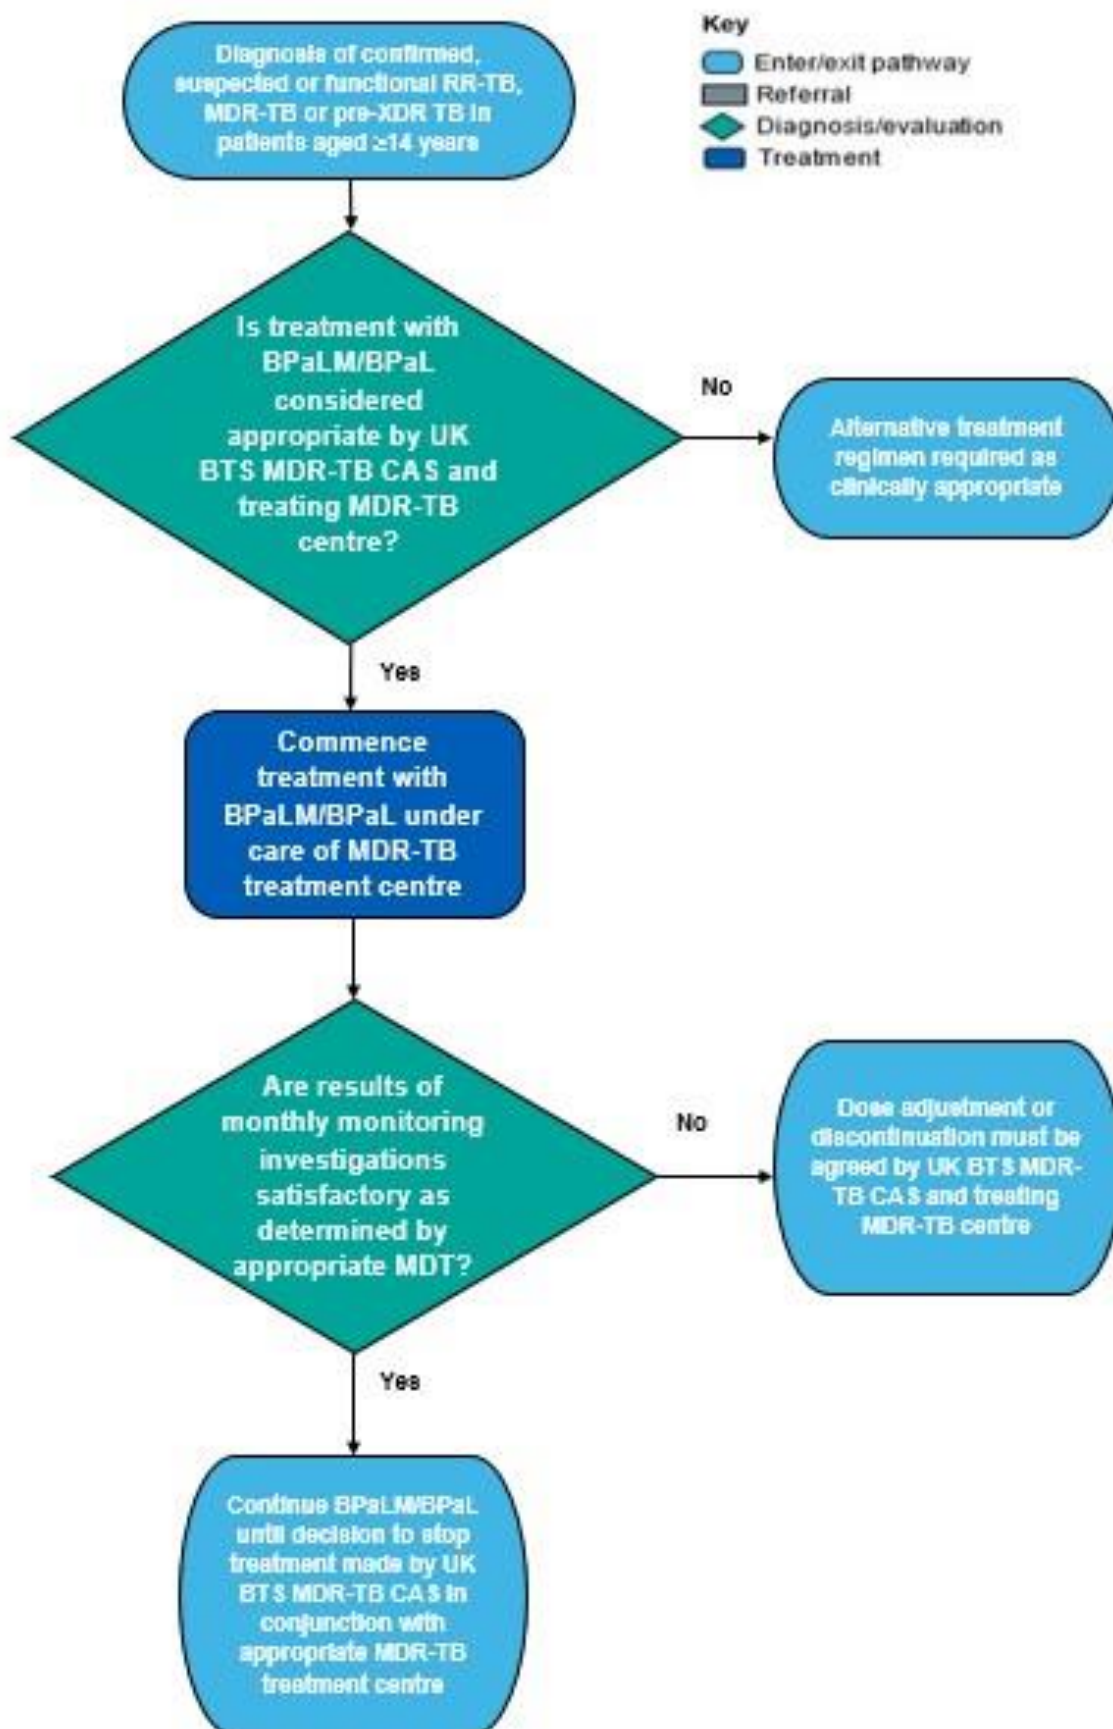 Diagnosis of confirmed,
suspected or functional RR-TB,
MDR-TB or pre-XDR TB in
patients aged ≥14 years
Key
Enter/exit pathway
Referral
Diagnosis/evaluation
Treatment
Is treatment with
BPaLM/BPaL
considered
appropriate by UK
BTS MDR-TB CAS and
treating MDR-TB
centre?
No
Alternative treatment
regimen required as
clinically appropriate
Yes
Commence
treatment with
BPaLM/BPaL under
care of MDR-TB
treatment centre
Are results of
monthly monitoring
investigations
satisfactory as
determined by
appropriate MDT?
No
Dose adjustment or
discontinuation must be
agreed by UK BTS MDR-
TB CAS and treating
MDR-TB centre
Yes
Continue BPaLM/BPaL
until decision to stop
treatment made by UK
BTS MDR-TB CAS in
conjunction with
appropriate MDR-TB
treatment centre